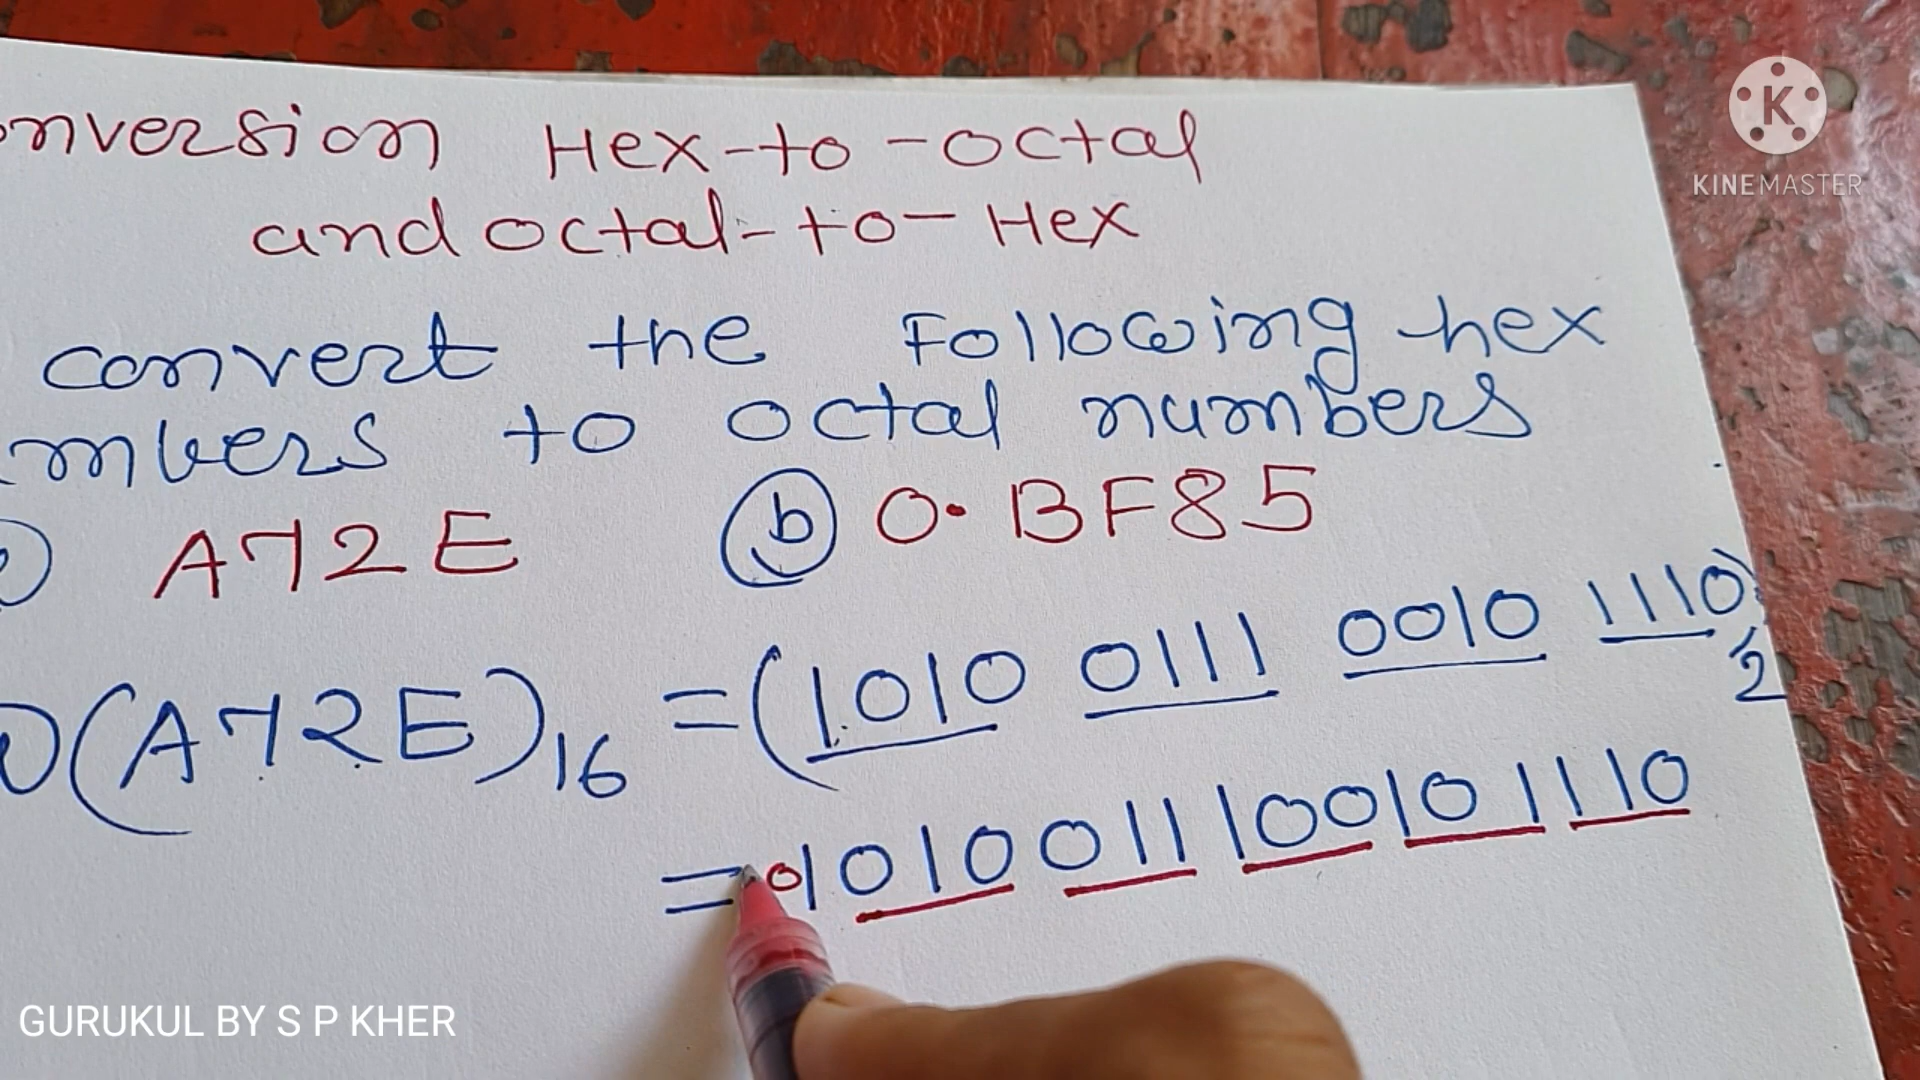 KINEMASTER
onversion Hex-to-octal
and octal-to-Hex
convert the Following hex
mbers to octal numbers
A72E (b) 0.BF85
(A72E)16 = (1010 0111 0010 1110)2
= 01010011100101110
GURUKUL BY S P KHER